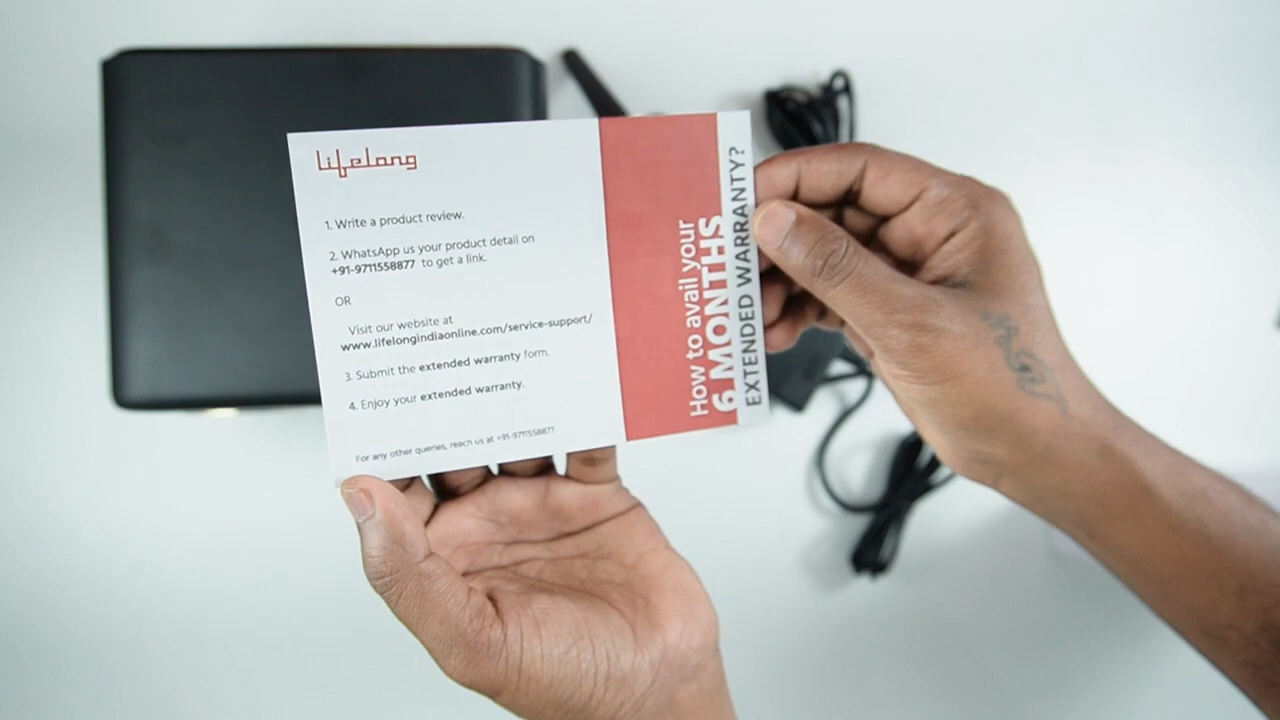 lifelong
1. Write a product review.
2. WhatsApp us your product detail on
+91-9711558877 to get a link.
OR
Visit our website at
www.lifelongindiaonline.com/service-support/
3. Submit the extended warranty form.
4. Enjoy your extended warranty.
For any other queries, reach us at +91-9711558877.
How to avail your
6 MONTHS
EXTENDED WARRANTY?